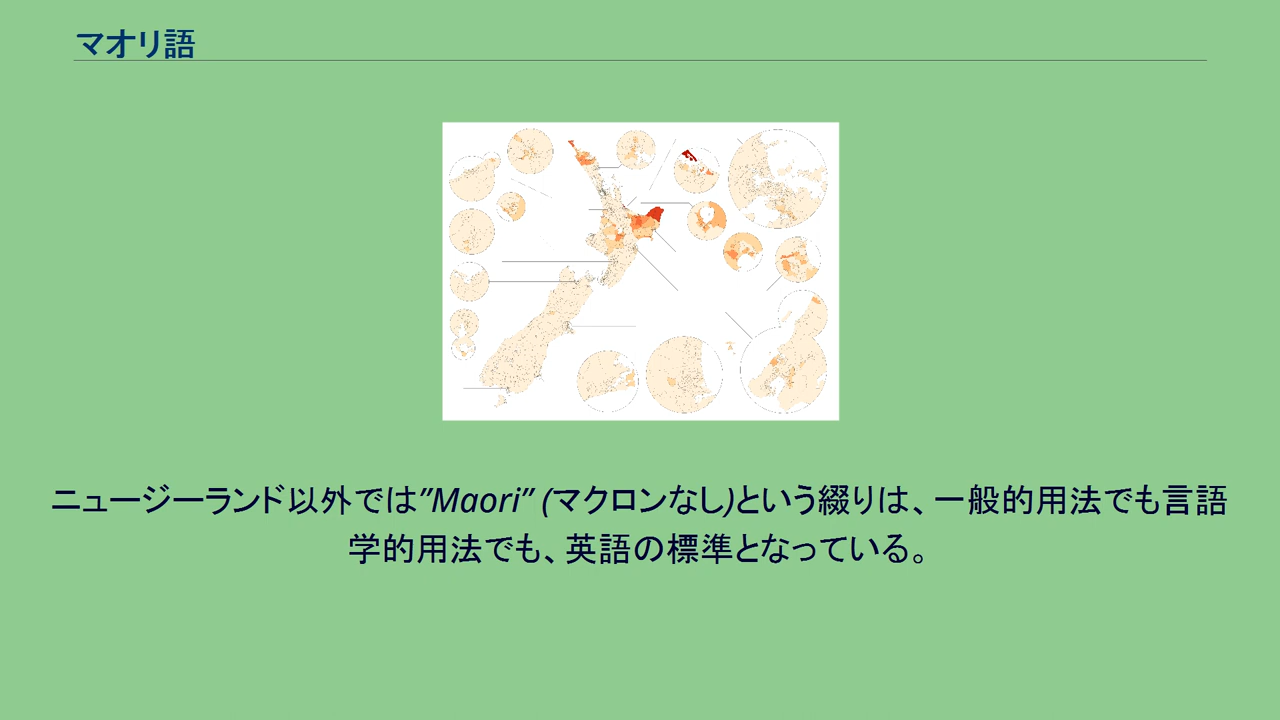 マオリ語
ニュージーランド以外では”Maori” (マクロンなし)という綴りは、一般的用法でも言語
学的用法でも、英語の標準となっている。